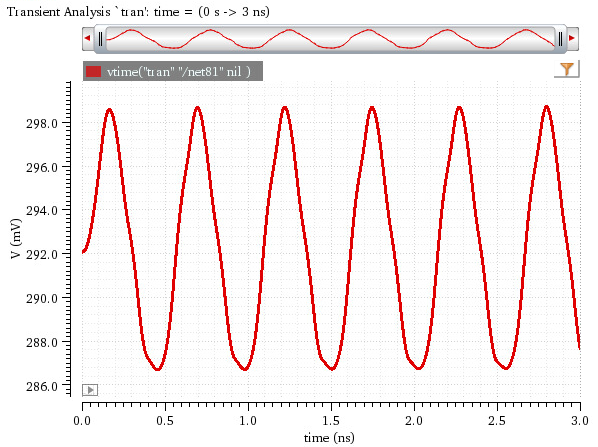 Transient Analysis `tran': time = (0 s -> 3 ns)
vtime("tran" "/net81" nil )
298.0
296.0
294.0
292.0
290.0
288.0
286.0
V (mV)
0.0 0.5 1.0 1.5 2.0 2.5 3.0
time (ns)